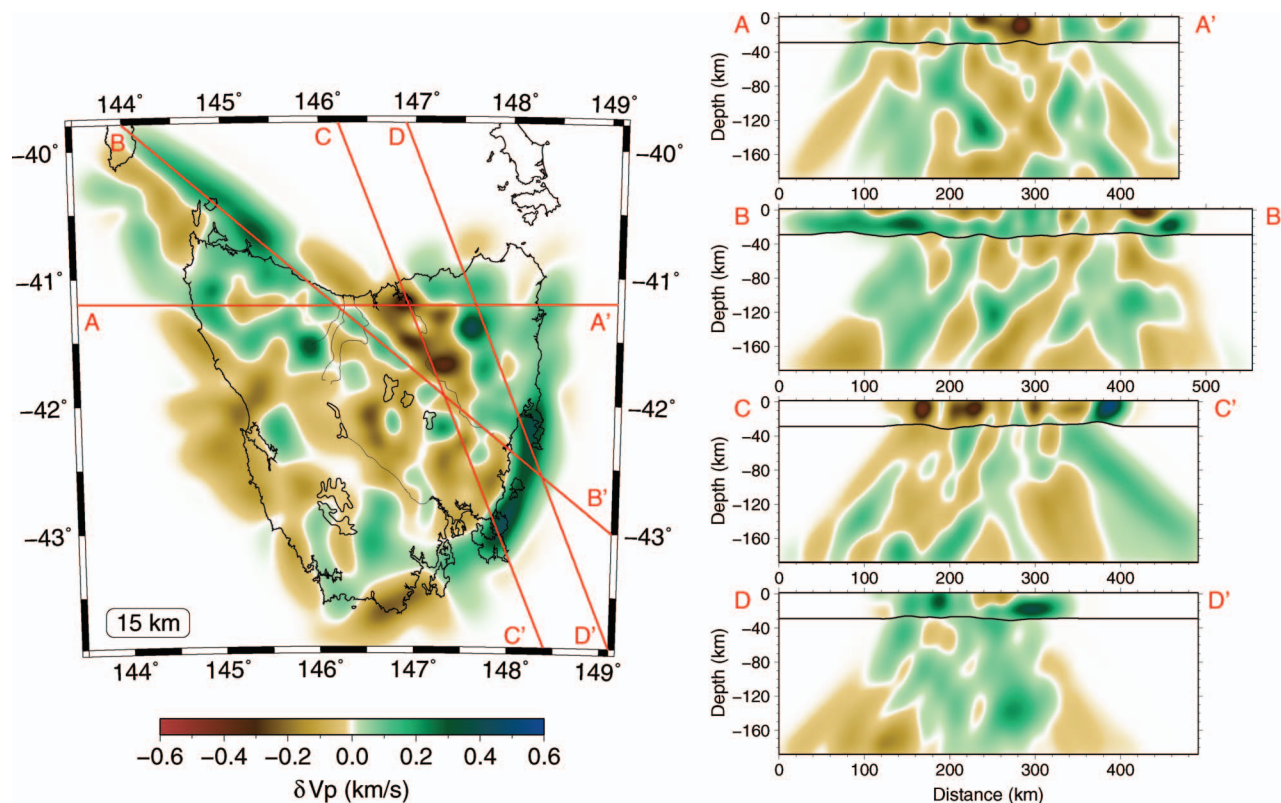 144° 145° 146° 147° 148° 149°
B C D
−40° −40°
−41° −41°
A A'
−42° −42°
B'
−43° −43°
15 km
C' D'
144 145° 146° 147° 148° 149°
−0.6 −0.4 −0.2 0.0 0.2 0.4 0.6
δVp (km/s)
A A'
0
−40
−80
−120
−160
Depth (km)
0 100 200 300 400
B B
0
−40
−80
−120
−160
Depth (km)
0 100 200 300 400 500
C C'
0
−40
−80
−120
−160
Depth (km)
0 100 200 300 400
D D'
0
−40
−80
−120
−160
Depth (km)
0 100 200 300 400
Distance (km)